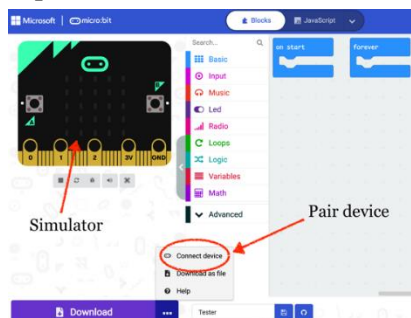 Microsoft micro:bit Blocks JavaScript
Search...
on start forever
Basic
Input
Music
Led
Radio
Loops
Logic
Variables
Math
Advanced
0 1 2 3V GND
Simulator
Pair device
Connect device
Download as file
Help
Download ... Tester